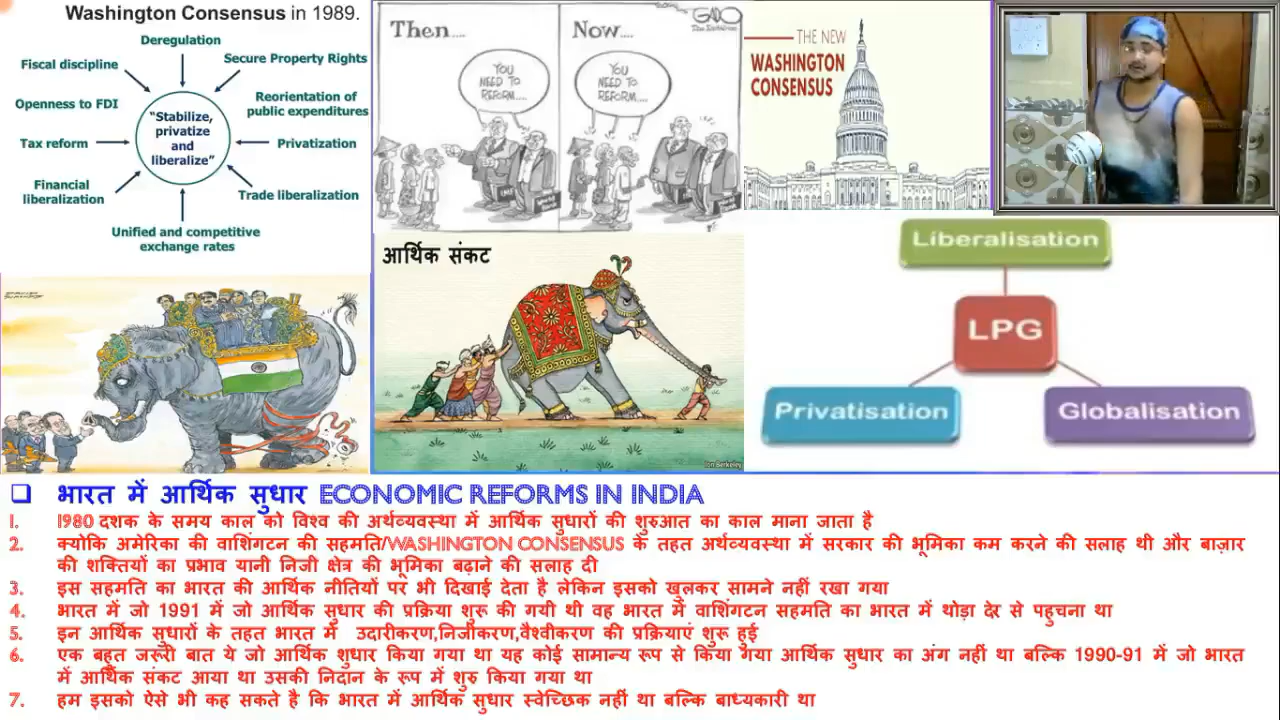 Washington Consensus in 1989.
Deregulation
Fiscal discipline
Secure Property Rights
Openness to FDI
Reorientation of
public expenditures
"Stabilize,
privatize
and
liberalize"
Tax reform
Privatization
Financial
liberalization
Trade liberalization
Unified and competitive
exchange rates
Then....
YOU
NEED TO
REFORM....
Now....
YOU
NEED TO
REFORM....
GADO
THE NEW
WASHINGTON
CONSENSUS
आर्थिक संकट
Jon Berkeley
Liberalisation
LPG
Privatisation
Globalisation
❑ भारत में आर्थिक सुधार ECONOMIC REFORMS IN INDIA
1. 1980 दशक के समय काल को विश्व की अर्थव्यवस्था में आर्थिक सुधारों की शुरुआत का काल माना जाता है
2. क्योकि अमेरिका की वाशिंगटन की सहमति/WASHINGTON CONSENSUS के तहत अर्थव्यवस्था में सरकार की भूमिका कम करने की सलाह थी और बाज़ार
की शक्तियों का प्रभाव यानी निजी क्षेत्र की भूमिका बढ़ाने की सलाह दी
3. इस सहमति का भारत की आर्थिक नीतियों पर भी दिखाई देता है लेकिन इसको खुलकर सामने नहीं रखा गया
4. भारत में जो 1991 में जो आर्थिक सुधार की प्रक्रिया शुरू की गयी थी वह भारत में वाशिंगटन सहमति का भारत में थोड़ा देर से पहुचना था
5. इन आर्थिक सुधारों के तहत भारत में उदारीकरण,निजीकरण,वैश्वीकरण की प्रक्रियाएं शुरू हुई
6. एक बहुत जरूरी बात ये जो आर्थिक शुधार किया गया था यह कोई सामान्य रूप से किया गया आर्थिक सुधार का अंग नहीं था बल्कि 1990-91 में जो भारत
में आर्थिक संकट आया था उसकी निदान के रूप में शुरु किया गया था
7. हम इसको ऐसे भी कह सकते है कि भारत में आर्थिक सुधार स्वेच्छिक नहीं था बल्कि बाध्यकारी था